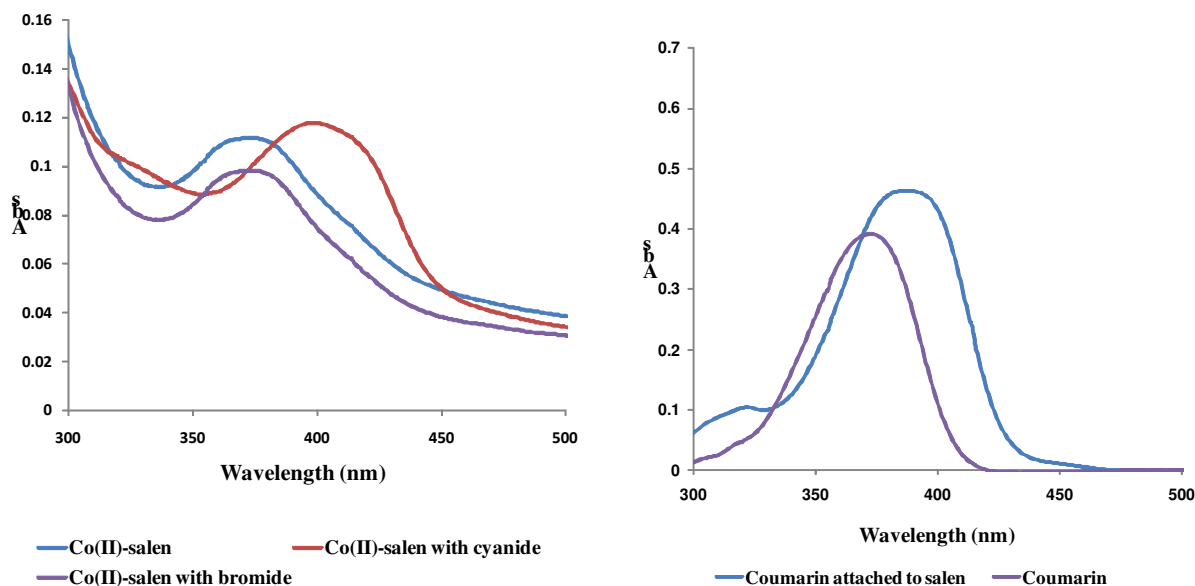 0.16
0.14
0.12
0.1
0.08
0.06
0.04
0.02
0
Abs
300 350 400 450 500
Wavelength (nm)
Co(II)-salen Co(II)-salen with cyanide
Co(II)-salen with bromide
0.7
0.6
0.5
0.4
0.3
0.2
0.1
0
Abs
300 350 400 450 500
Wavelength (nm)
Coumarin attached to salen Coumarin